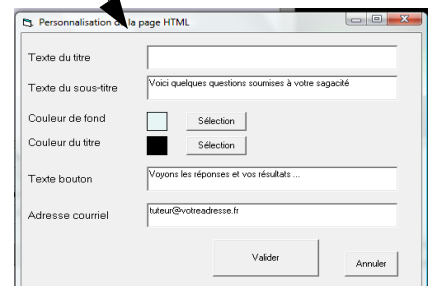 Personnalisation de la page HTML
Texte du titre
Texte du sous-titre Voici quelques questions soumises à votre sagacité
Couleur de fond Sélection
Couleur du titre Sélection
Texte bouton Voyons les réponses et vos résultats ...
Adresse courriel tuteur@votreadresse.fr
Valider Annuler